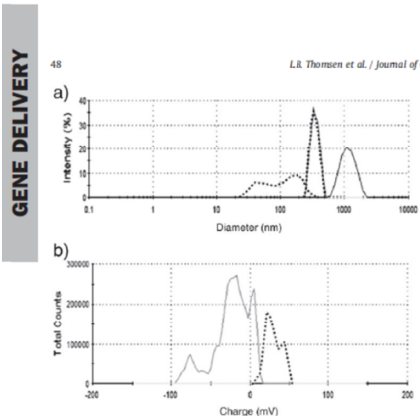 GENE DELIVERY
48
L.B. Thomsen et al. / Journal of
a)
Intensity (%)
40
30
20
10
0
0.1
1
10
100
1000
10000
Diameter (nm)
b)
Total Counts
300000
200000
100000
0
-200
-100
0
100
200
Charge (mV)